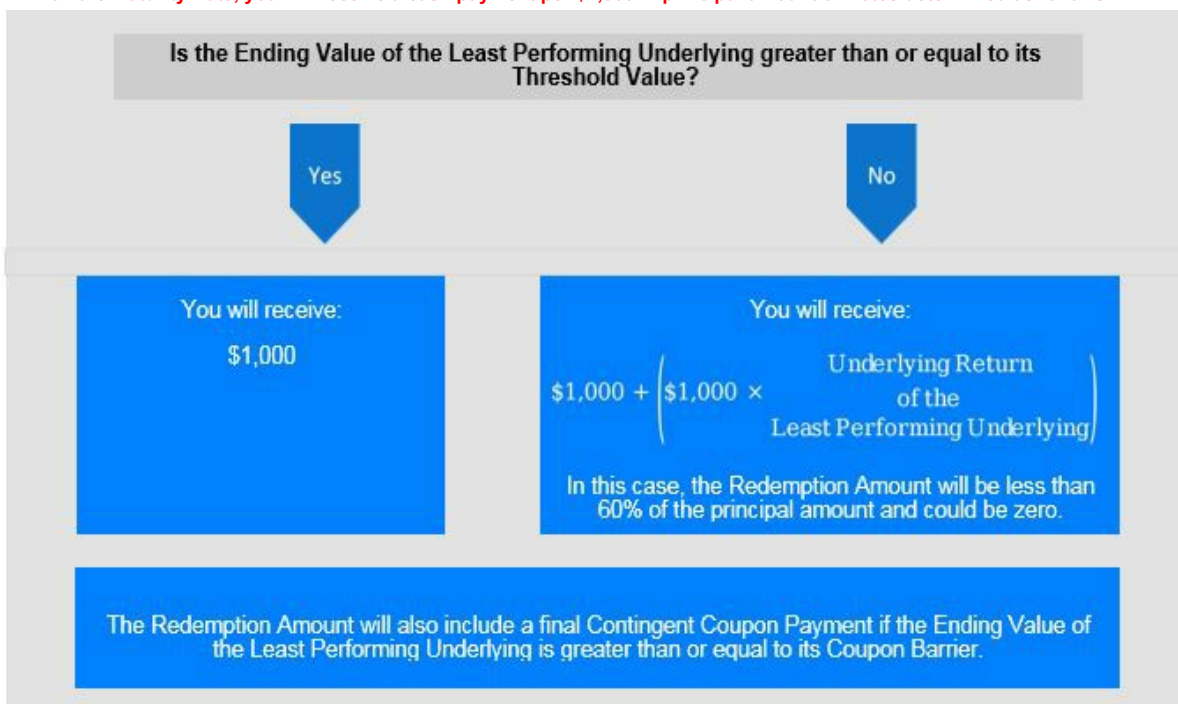 Is the Ending Value of the Least Performing Underlying greater than or equal to its
Threshold Value?
Yes
No
You will receive:
$1,000
You will receive:
$1,000 + ($1,000 × Underlying Return
of the
Least Performing Underlying)
In this case, the Redemption Amount will be less than
60% of the principal amount and could be zero.
The Redemption Amount will also include a final Contingent Coupon Payment if the Ending Value of
the Least Performing Underlying is greater than or equal to its Coupon Barrier.